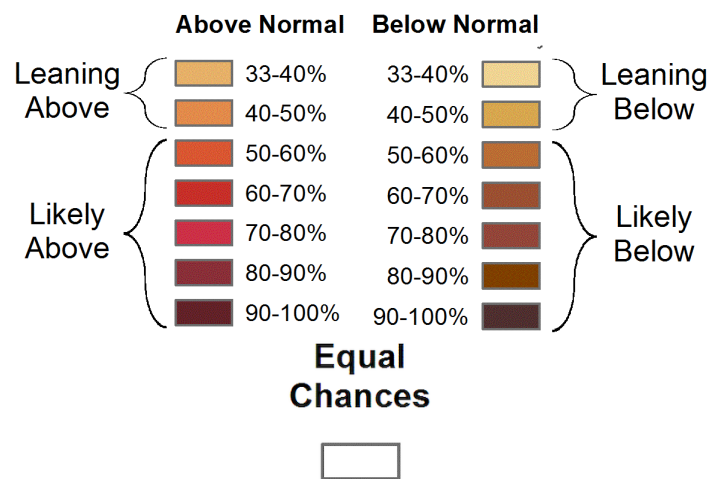 Above Normal Below Normal
Leaning Above
33-40%
40-50%
Likely Above
50-60%
60-70%
70-80%
80-90%
90-100%
33-40%
40-50%
Leaning Below
50-60%
60-70%
70-80%
80-90%
90-100%
Likely Below
Equal
Chances